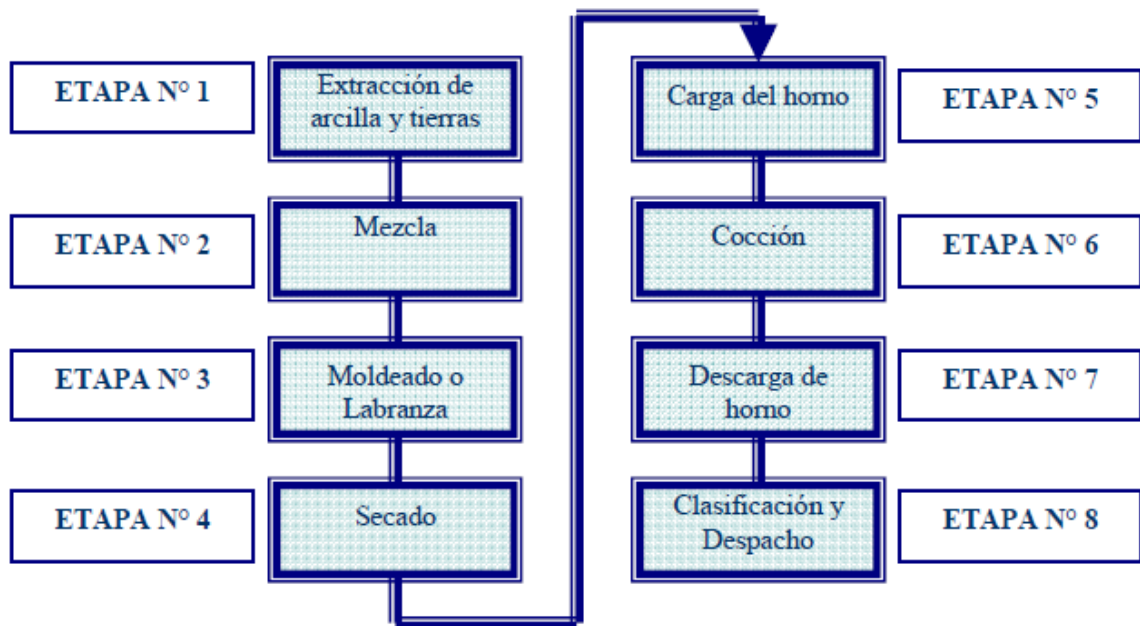 ETAPA N° 1
Extracción de
arcilla y tierras
ETAPA N° 2
Mezcla
ETAPA N° 3
Moldeado o
Labranza
ETAPA N° 4
Secado
Carga del horno
ETAPA N° 5
Cocción
ETAPA N° 6
Descarga de
horno
ETAPA N° 7
Clasificación y
Despacho
ETAPA N° 8